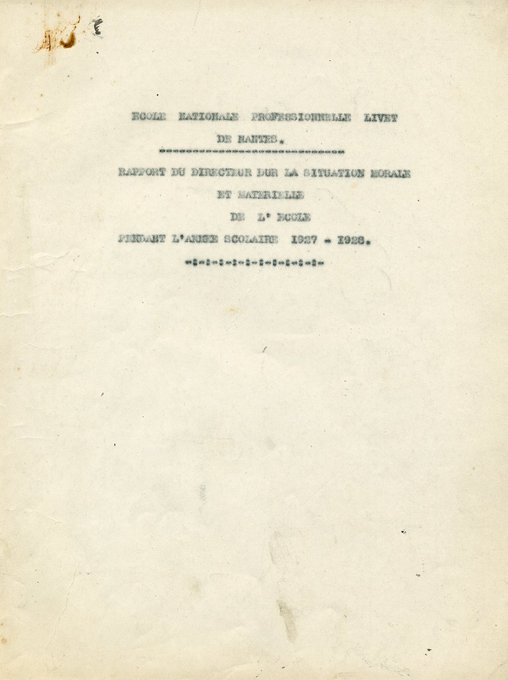 ECOLE NATIONALE PROFESSIONNELLE LIVET
DE NANTES.
RAPPORT DU DIRECTEUR DUR LA SITUATION MORALE
ET MATERIELLE
DE L' ECOLE
PENDANT L'ANNEE SCOLAIRE 1927 - 1928.
-:-:-:-:-:-:-:-:-:-:-